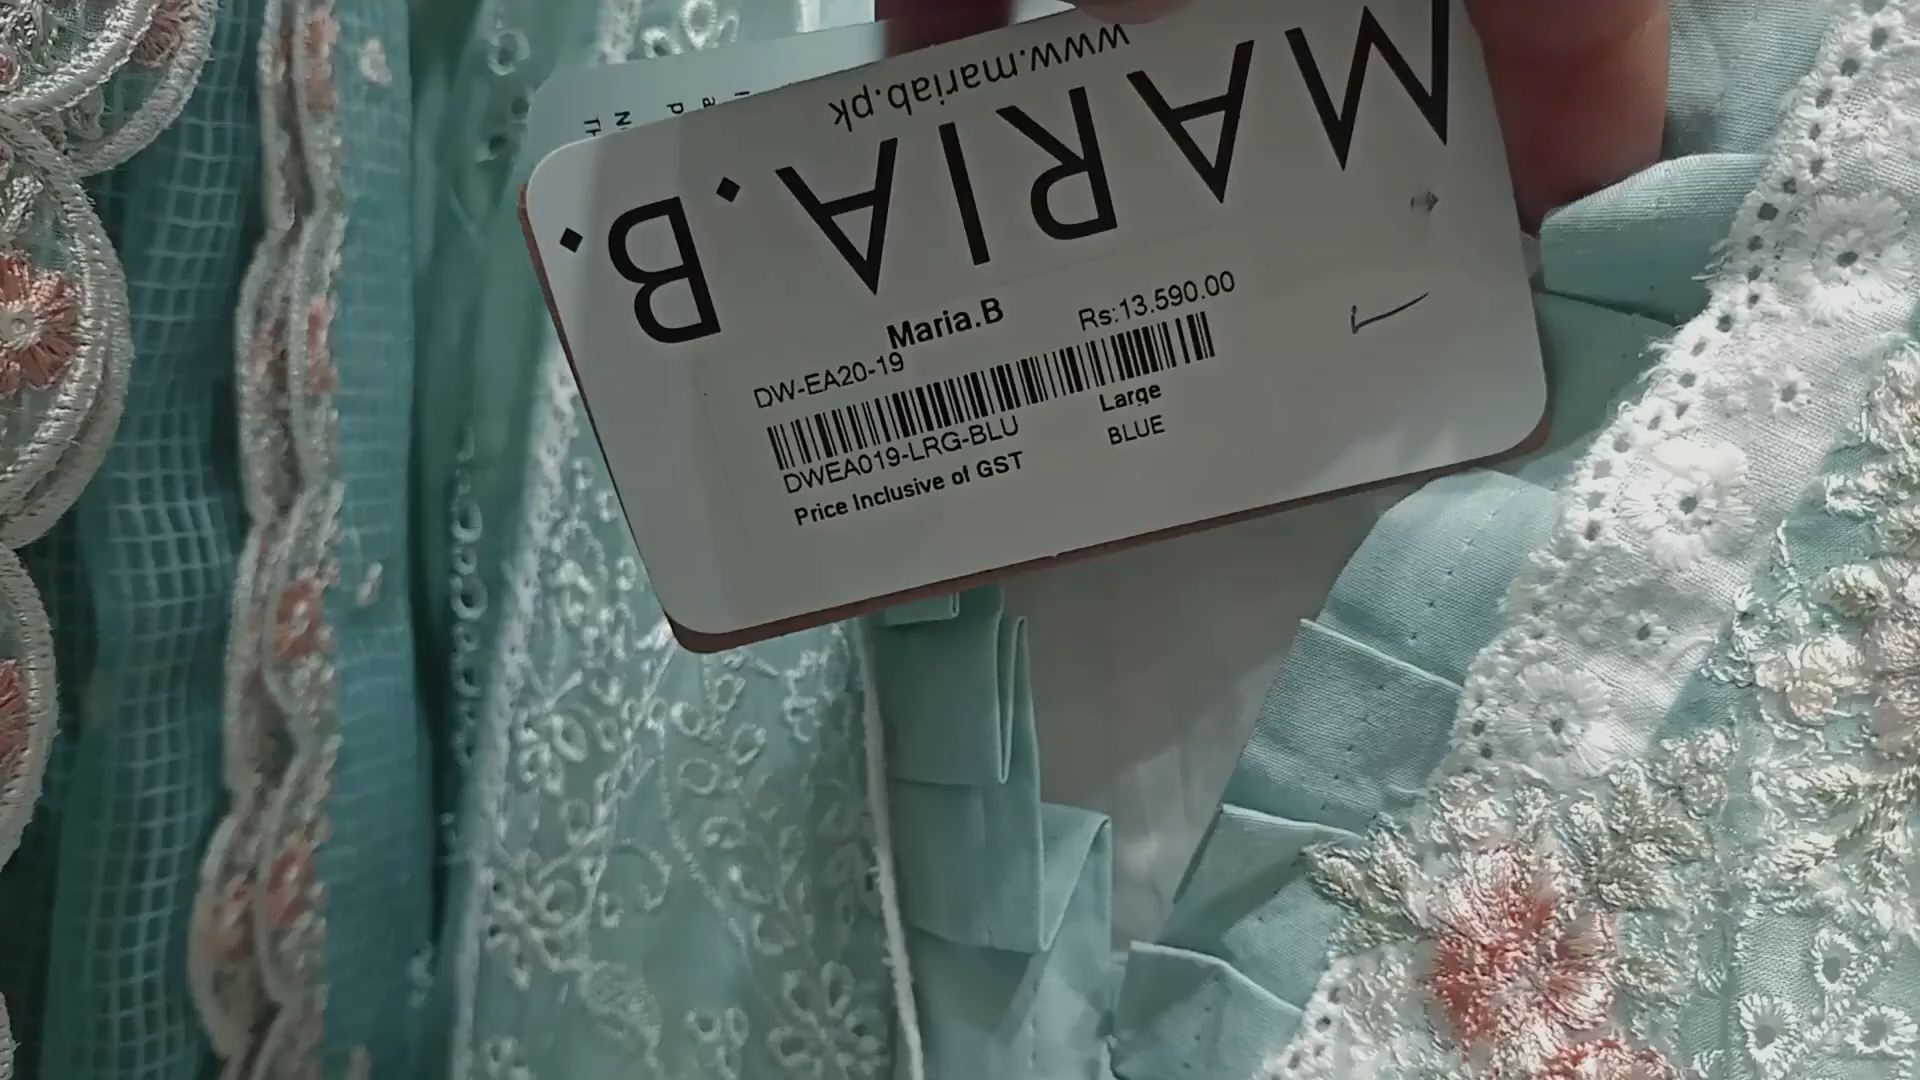 www.mariab.pk
MARIA.B.
Maria.B
DW-EA20-19 Rs:13.590.00
DWEA019-LRG-BLU Large
Price Inclusive of GST BLUE